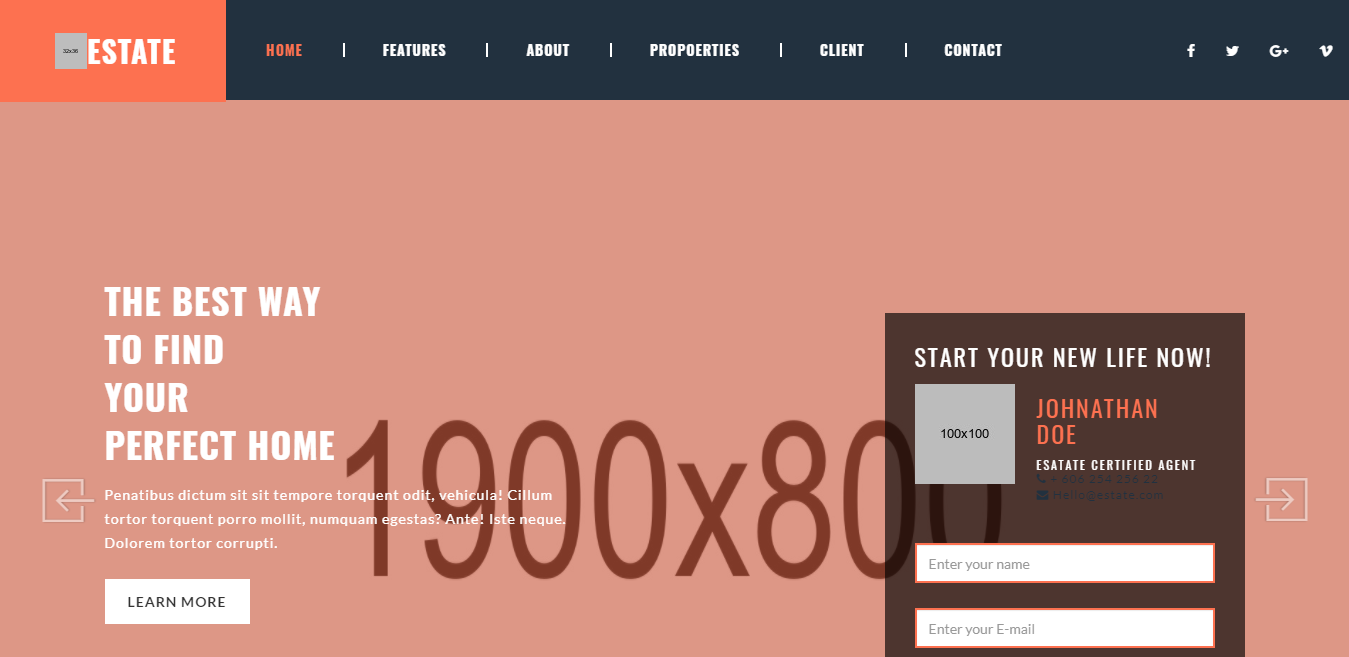 32x36
ESTATE
HOME
FEATURES
ABOUT
PROPOERTIES
CLIENT
CONTACT
THE BEST WAY
TO FIND
YOUR
PERFECT HOME
Penatibus dictum sit sit tempore torquent odit, vehicula! Cillum
tortor torquent porro mollit, numquam egestas? Ante! Iste neque.
Dolorem tortor corrupti.
LEARN MORE
1900x800
START YOUR NEW LIFE NOW!
100x100
JOHNATHAN
DOE
ESATATE CERTIFIED AGENT
Hello@estate.com
Enter your name
Enter your E-mail